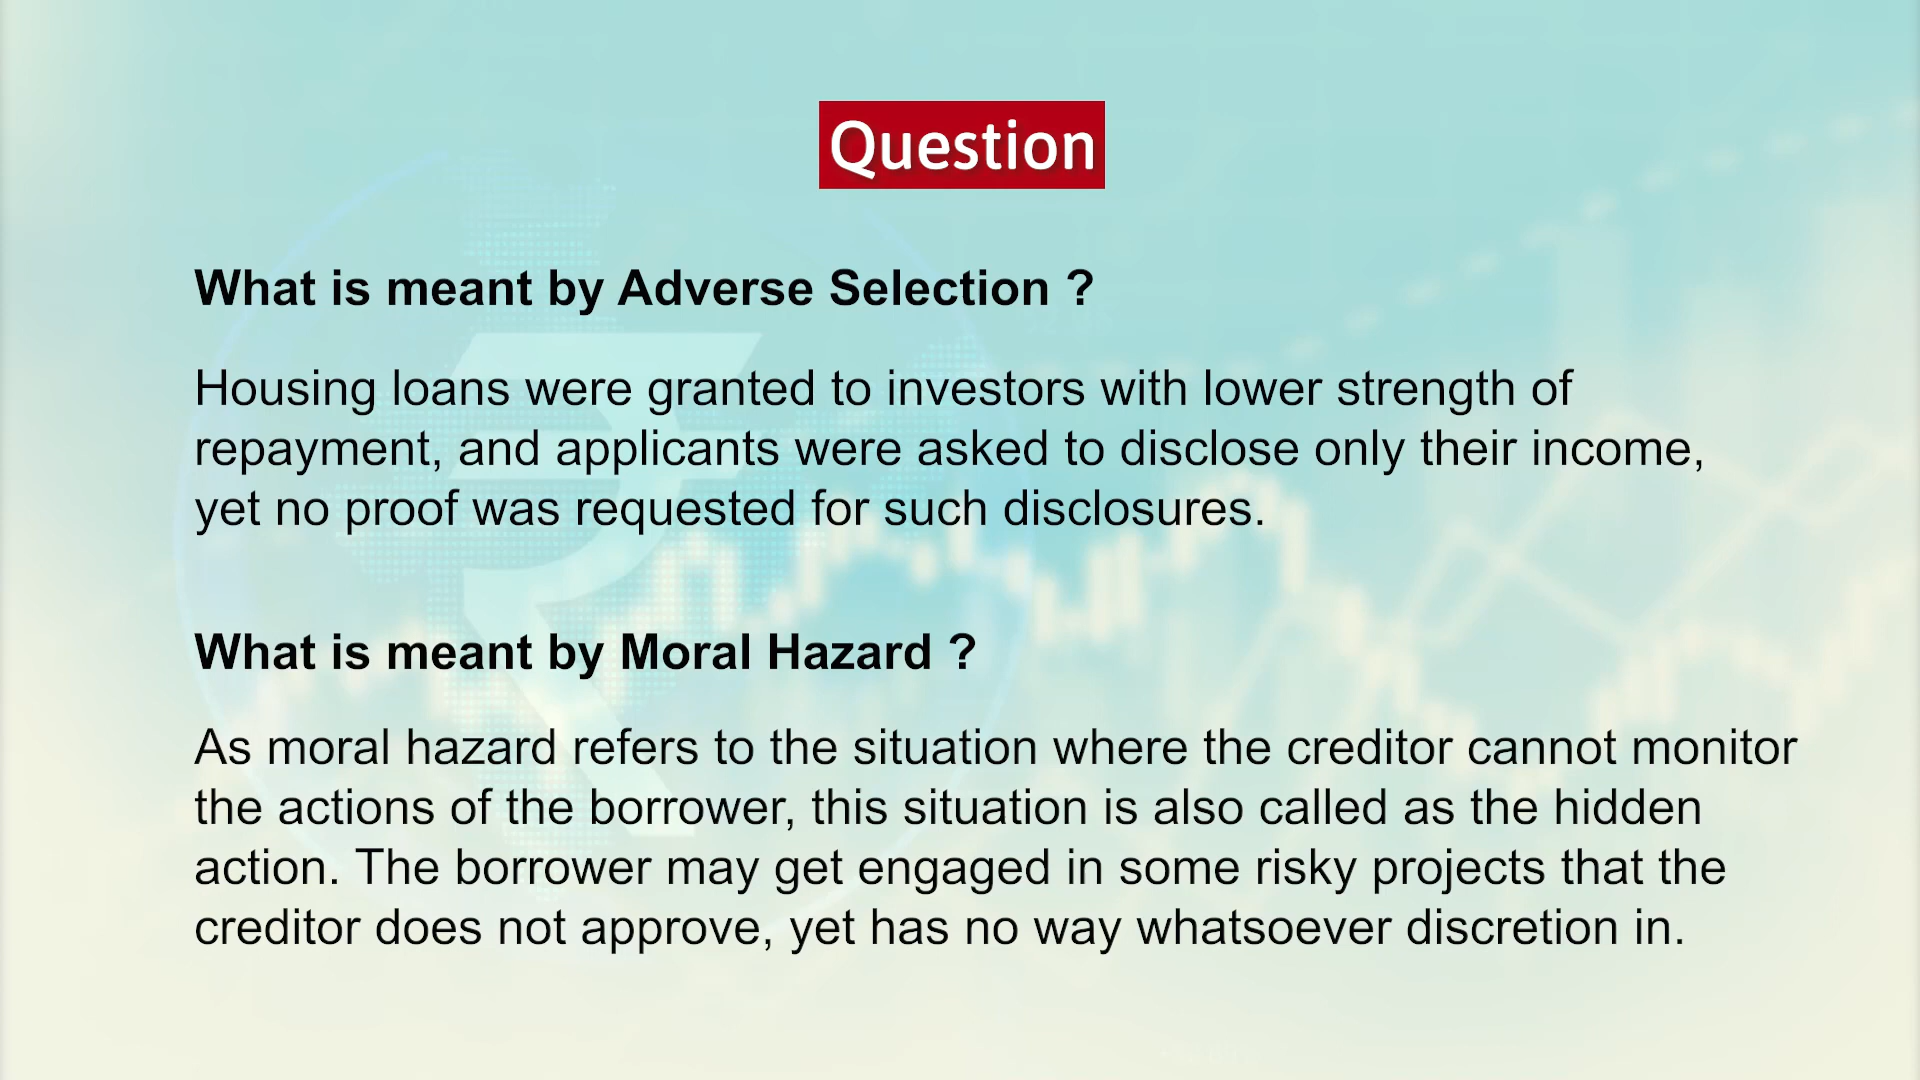 Question
What is meant by Adverse Selection ?
Housing loans were granted to investors with lower strength of
repayment, and applicants were asked to disclose only their income,
yet no proof was requested for such disclosures.
What is meant by Moral Hazard ?
As moral hazard refers to the situation where the creditor cannot monitor
the actions of the borrower, this situation is also called as the hidden
action. The borrower may get engaged in some risky projects that the
creditor does not approve, yet has no way whatsoever discretion in.